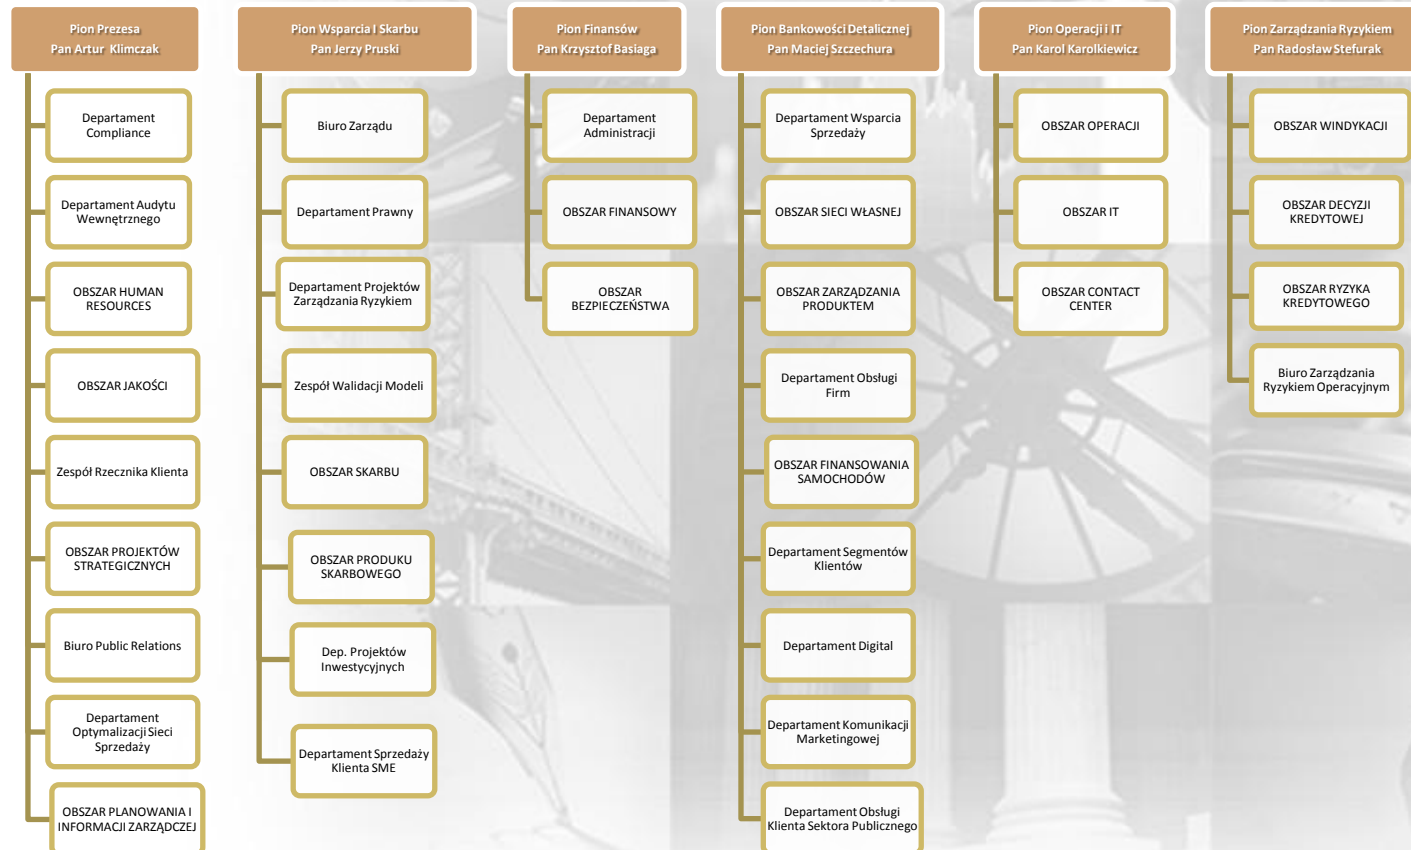 Pion Prezesa
Pan Artur Klimczak
Departament
Compliance
Departament Audytu
Wewnętrznego
OBSZAR HUMAN
RESOURCES
OBSZAR JAKOŚCI
Zespół Rzecznika Klienta
OBSZAR PROJEKTÓW
STRATEGICZNYCH
Biuro Public Relations
Departament
Optymalizacji Sieci
Sprzedaży
OBSZAR PLANOWANIA I
INFORMACJI ZARZĄDCZEJ
Pion Wsparcia I Skarbu
Pan Jerzy Pruski
Biuro Zarządu
Departament Prawny
Departament Projektów
Zarządzania Ryzykiem
Zespół Walidacji Modeli
OBSZAR SKARBU
OBSZAR PRODUKU
SKARBOWEGO
Dep. Projektów
Inwestycyjnych
Departament Sprzedaży
Klienta SME
Pion Finansów
Pan Krzysztof Basiaga
Departament
Administracji
OBSZAR FINANSOWY
OBSZAR
BEZPIECZEŃSTWA
Pion Bankowości Detalicznej
Pan Maciej Szczechura
Departament Wsparcia
Sprzedaży
OBSZAR SIECI WŁASNEJ
OBSZAR ZARZĄDZANIA
PRODUKTEM
Departament Obsługi
Firm
OBSZAR FINANSOWANIA
SAMOCHODÓW
Departament Segmentów
Klientów
Departament Digital
Departament Komunikacji
Marketingowej
Departament Obsługi
Klienta Sektora Publicznego
Pion Operacji i IT
Pan Karol Karolkiewicz
OBSZAR OPERACJI
OBSZAR IT
OBSZAR CONTACT
CENTER
Pion Zarządzania Ryzykiem
Pan Radosław Stefurak
OBSZAR WINDYKACJI
OBSZAR DECYZJI
KREDYTOWEJ
OBSZAR RYZYKA
KREDYTOWEGO
Biuro Zarządzania
Ryzykiem Operacyjnym